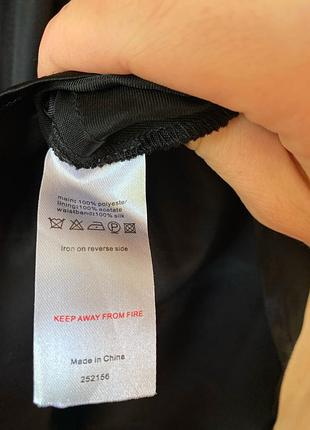 main: 100% polyester
lining: 100% acetate
waistband: 100% silk
Iron on reverse side
KEEP AWAY FROM FIRE
Made in China
252156